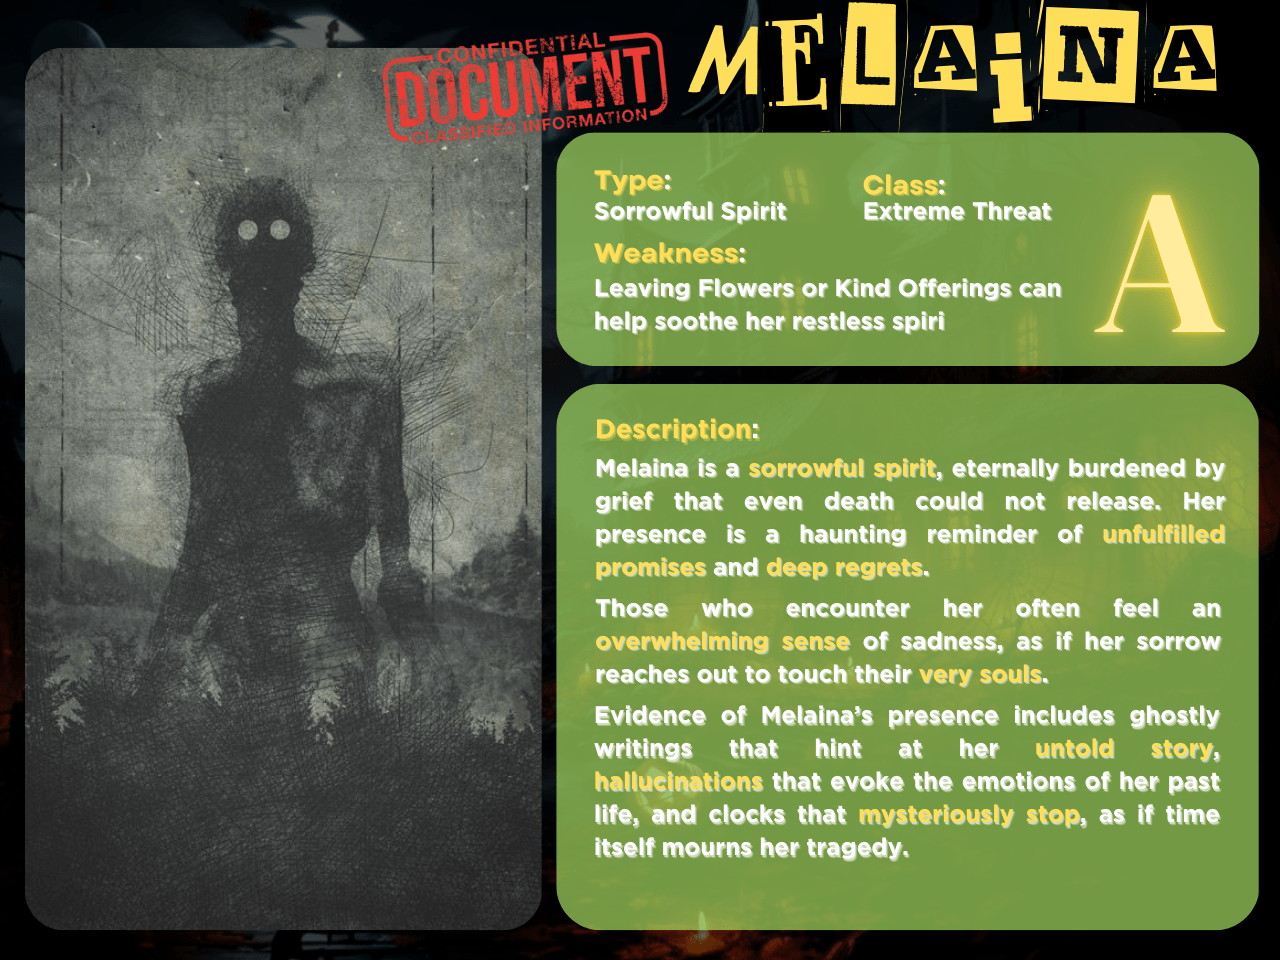 CONFIDENTIAL
DOCUMENT
CLASSIFIED INFORMATION
MELAiNA
Type:
Sorrowful Spirit
Class:
Extreme Threat
A
Weakness:
Leaving Flowers or Kind Offerings can
help soothe her restless spiri
Description:
Melaina is a sorrowful spirit, eternally burdened by
grief that even death could not release. Her
presence is a haunting reminder of unfulfilled
promises and deep regrets.
Those who encounter her often feel an
overwhelming sense of sadness, as if her sorrow
reaches out to touch their very souls.
Evidence of Melaina’s presence includes ghostly
writings that hint at her untold story,
hallucinations that evoke the emotions of her past
life, and clocks that mysteriously stop, as if time
itself mourns her tragedy.